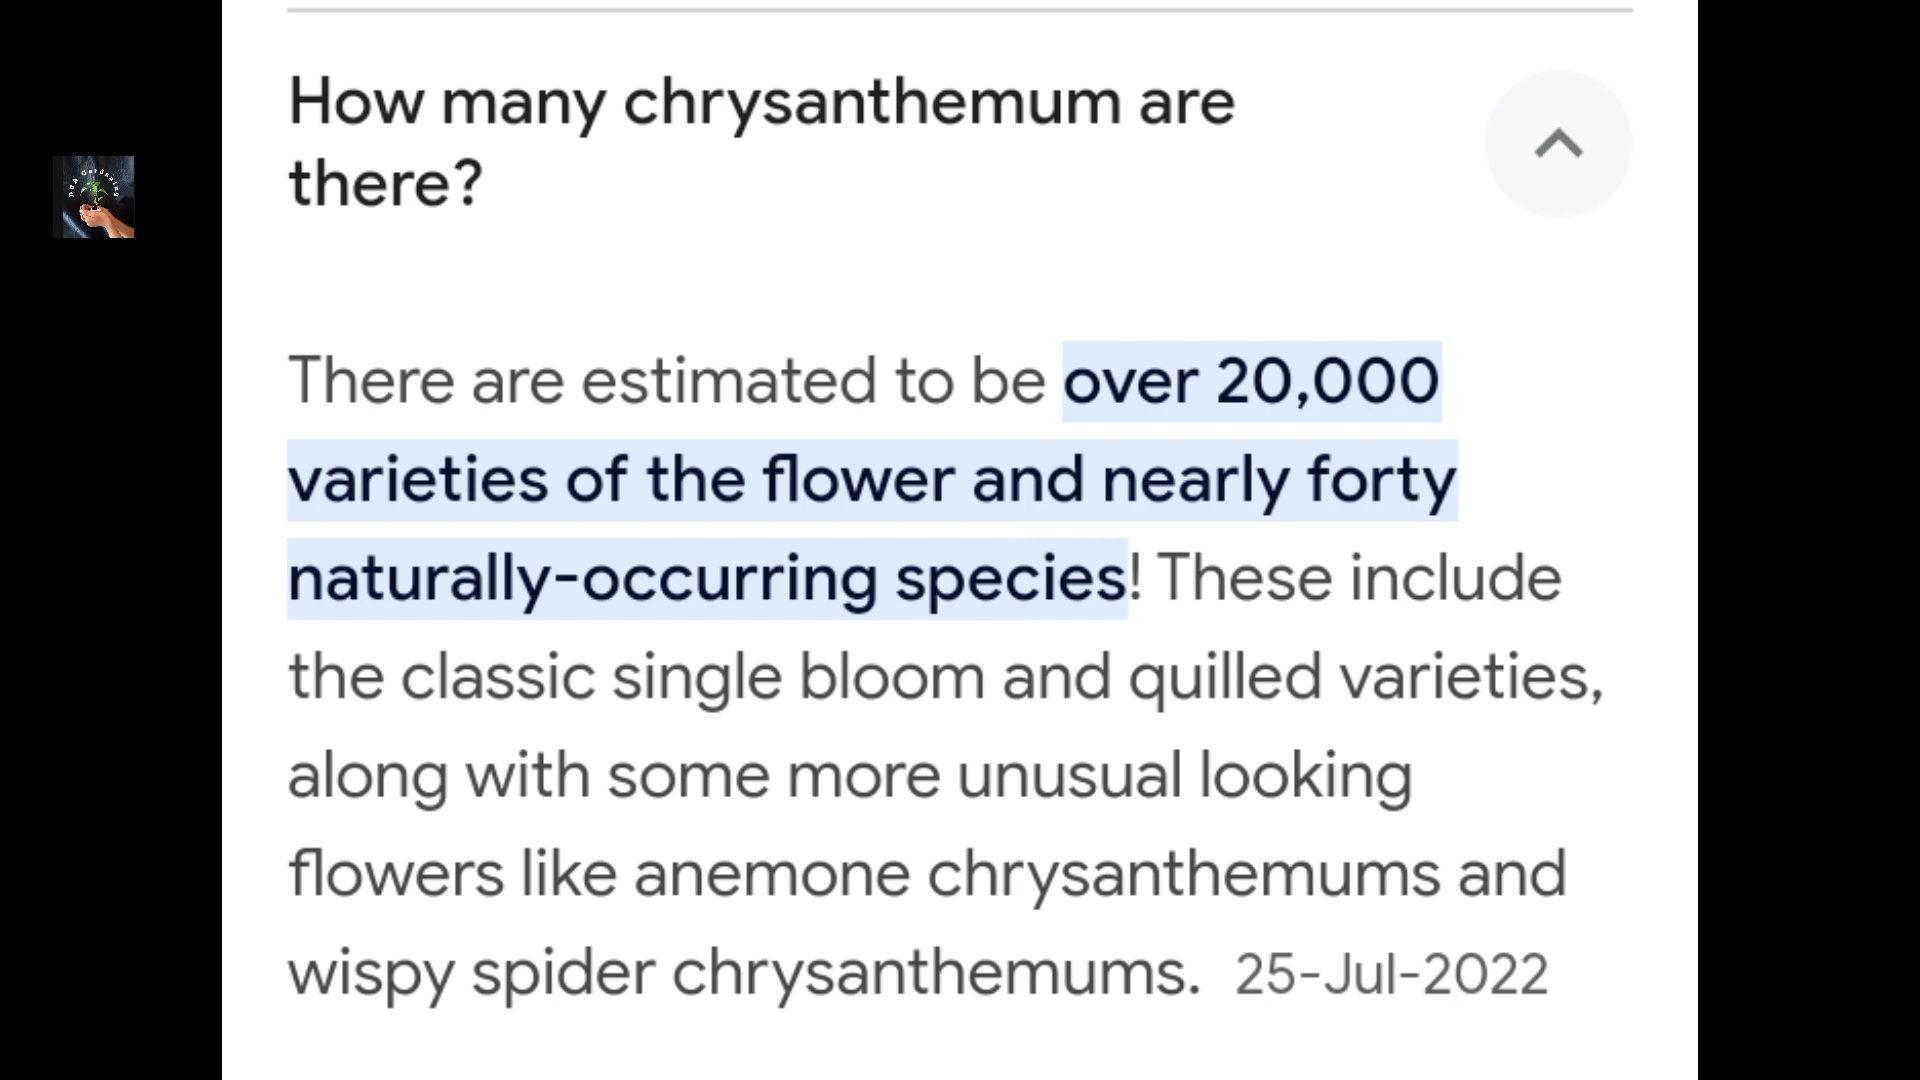 How many chrysanthemum are
there?
DUA Gardening
There are estimated to be over 20,000
varieties of the flower and nearly forty
naturally-occurring species! These include
the classic single bloom and quilled varieties,
along with some more unusual looking
flowers like anemone chrysanthemums and
wispy spider chrysanthemums. 25-Jul-2022